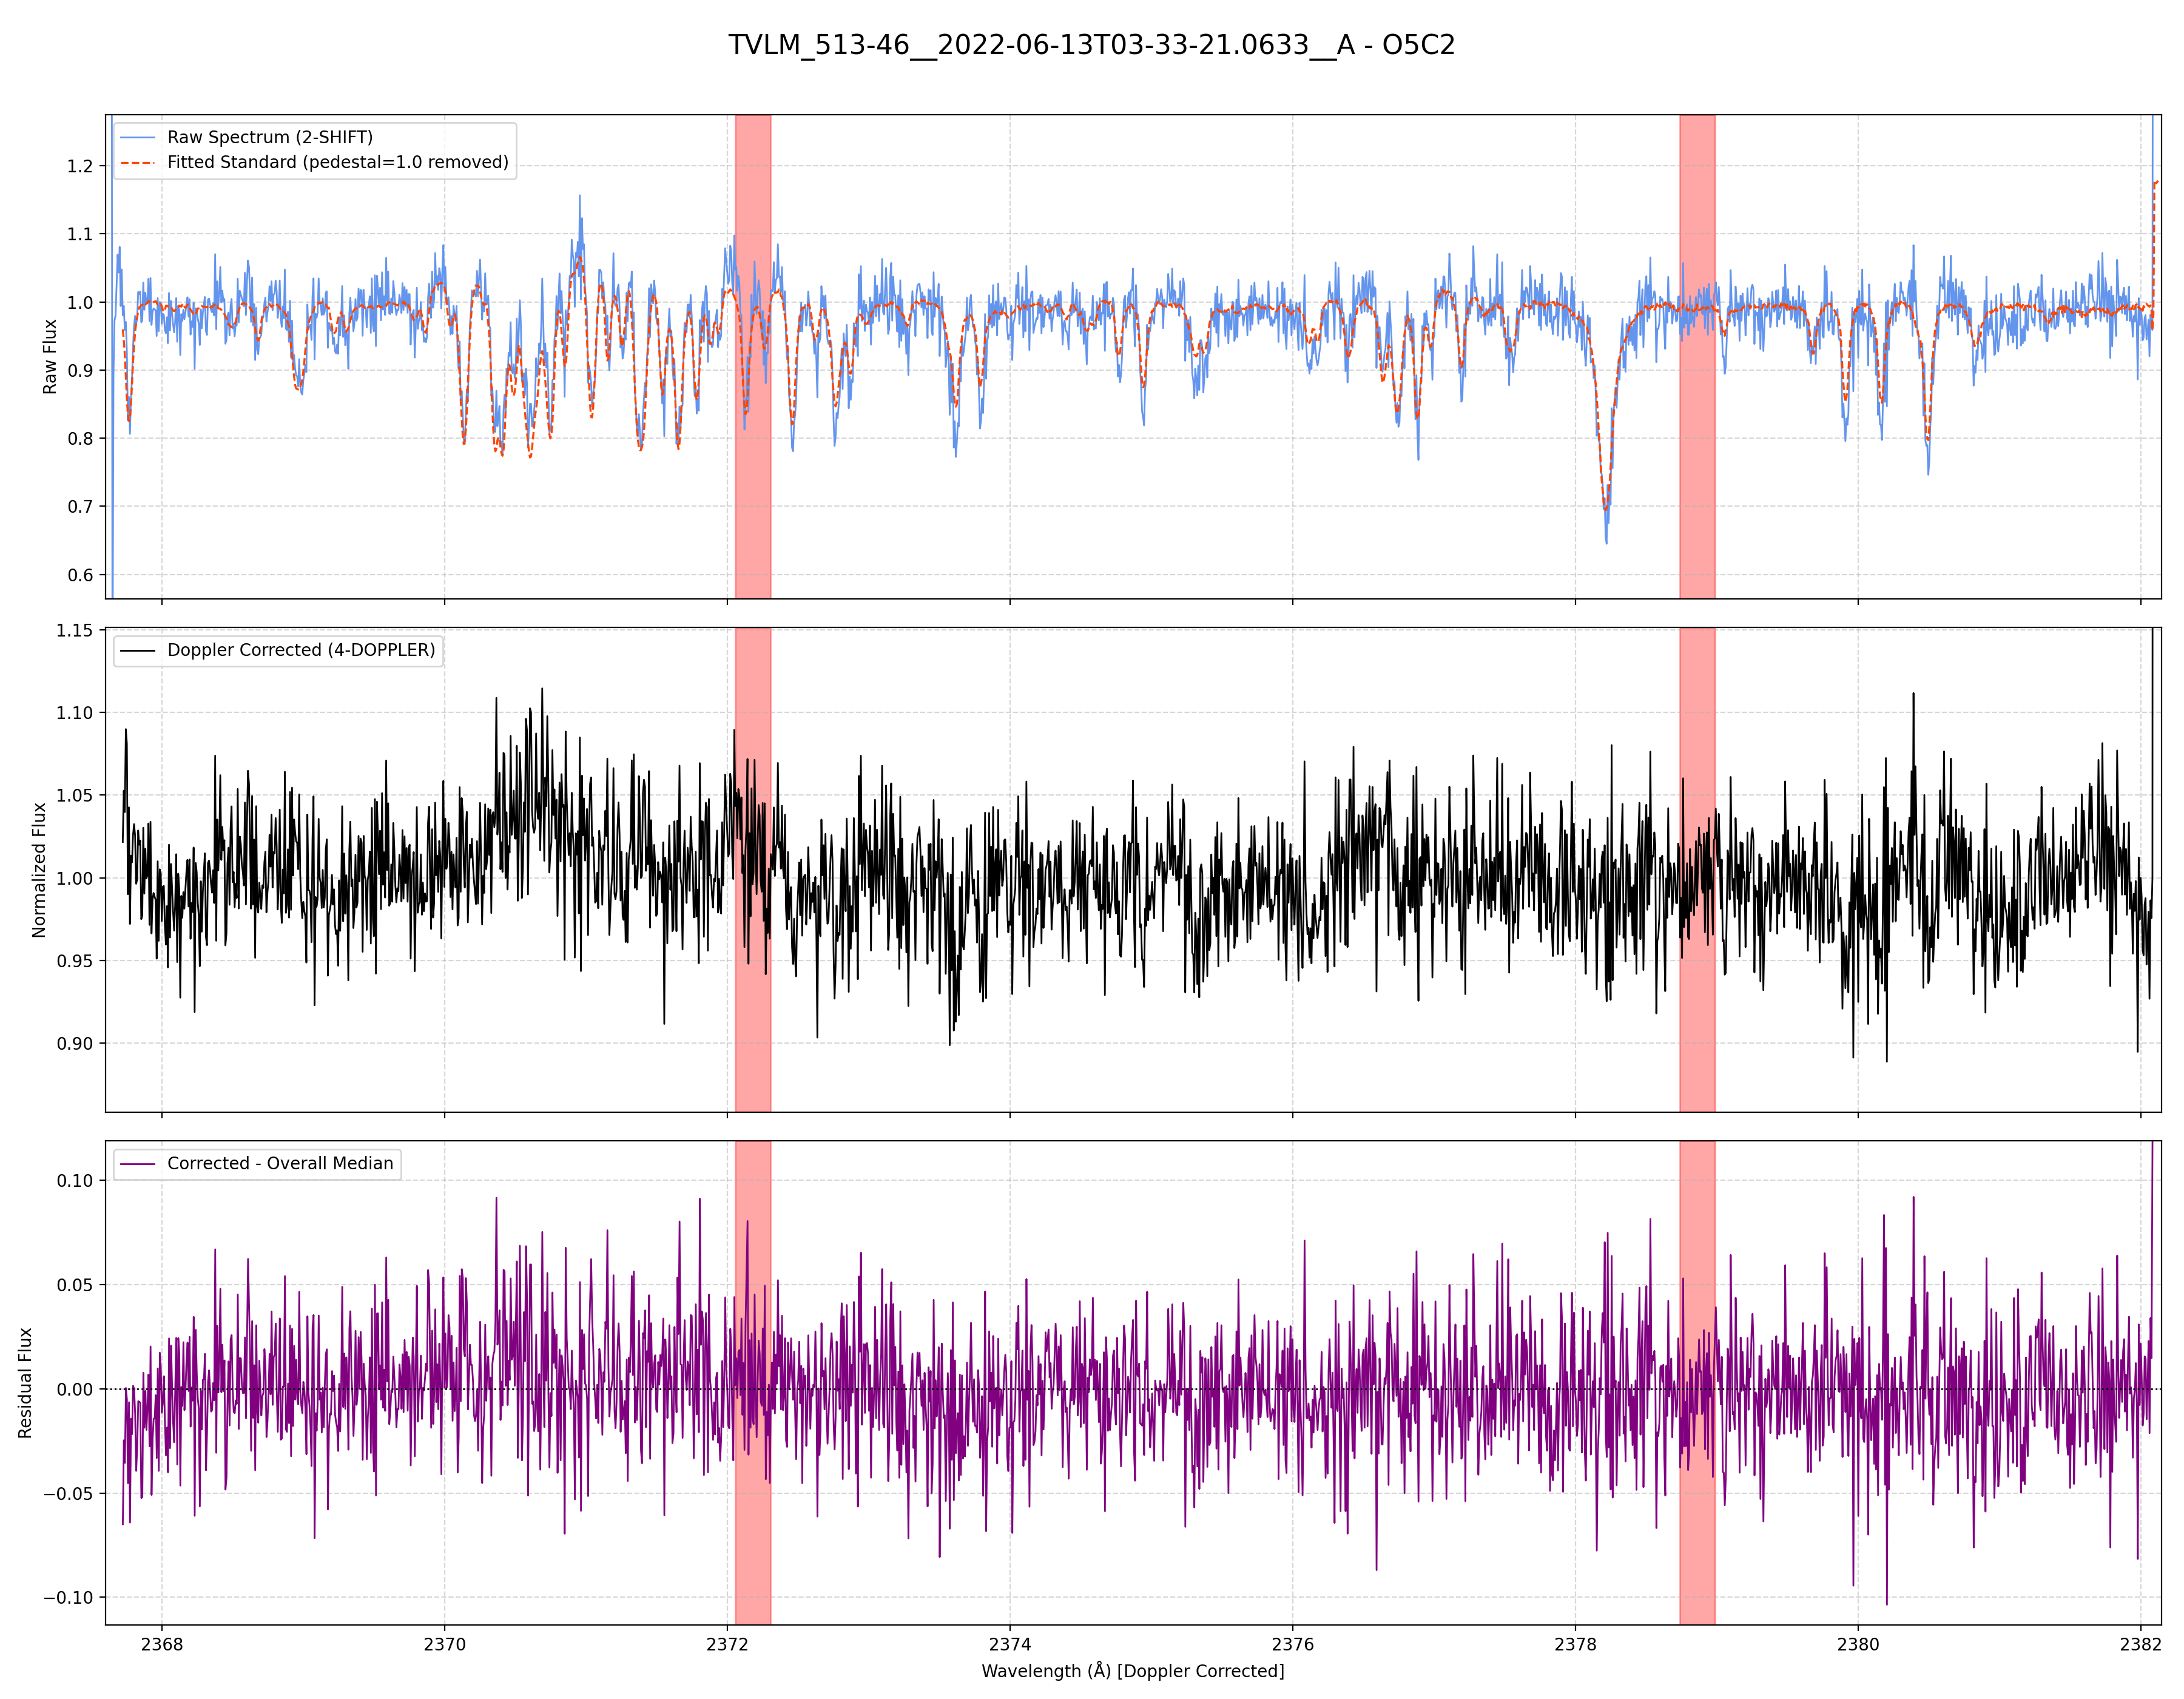 TVLM_513-46__2022-06-13T03-33-21.0633__A - O5C2
Raw Spectrum (2-SHIFT)
Fitted Standard (pedestal=1.0 removed)
Raw Flux
1.2
1.1
1.0
0.9
0.8
0.7
0.6
Doppler Corrected (4-DOPPLER)
Normalized Flux
1.15
1.10
1.05
1.00
0.95
0.90
Corrected - Overall Median
Residual Flux
0.10
0.05
0.00
−0.05
−0.10
2368 2370 2372 2374 2376 2378 2380 2382
Wavelength (Å) [Doppler Corrected]